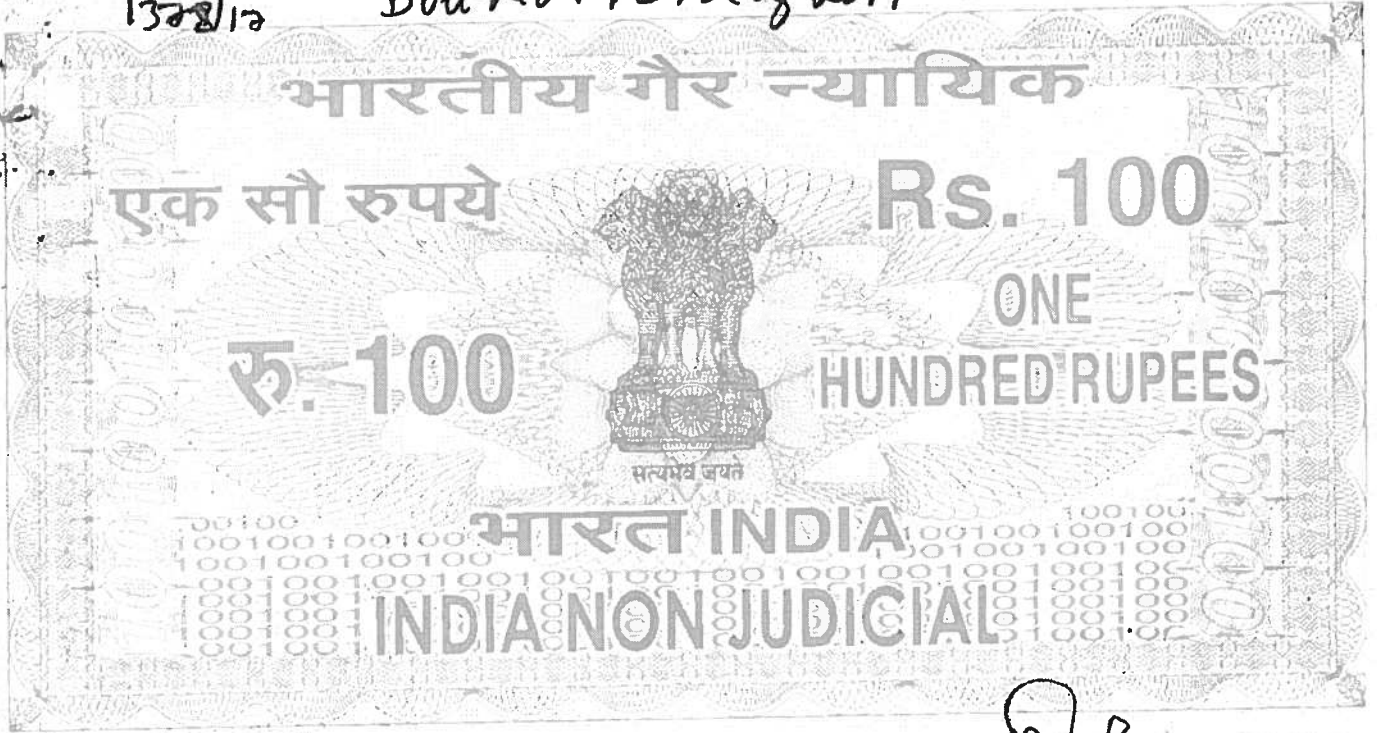 भारतीय गैर न्यायिक
एक सौ रुपये
Rs. 100
ONE
HUNDRED RUPEES
रु. 100
सत्यमेव जयते
भारत INDIA
INDIA NON JUDICIAL